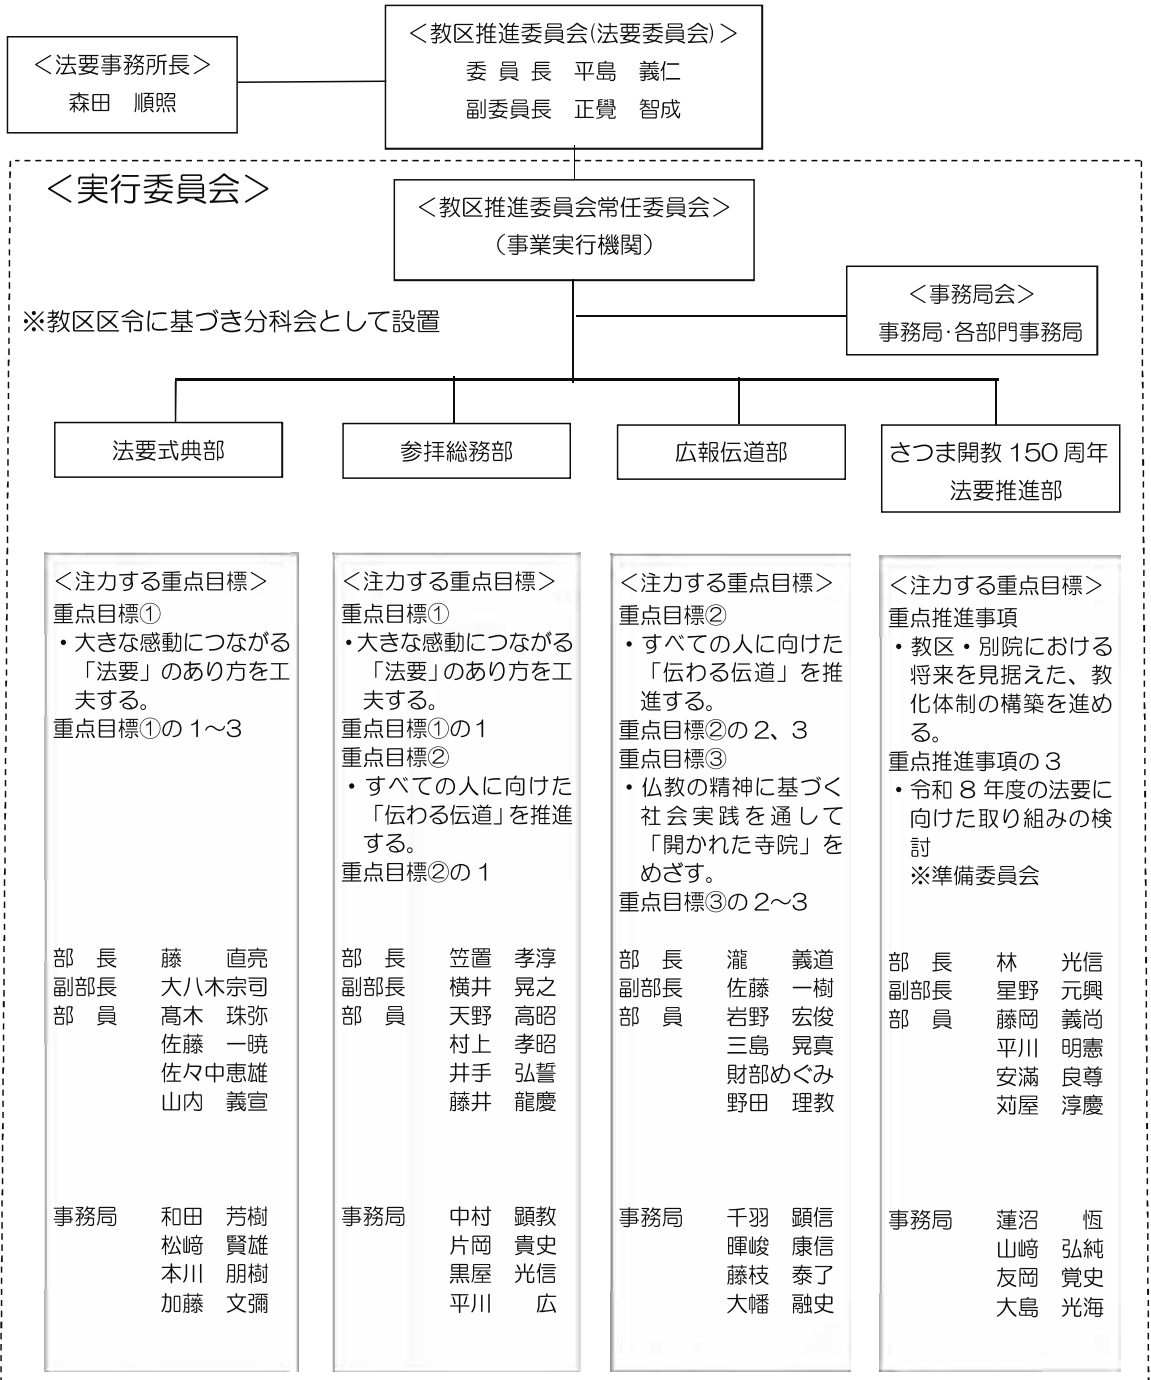 ＜教区推進委員会(法要委員会)＞
委 員 長　平島　義仁
副委員長　正覺　智成
＜法要事務所長＞
森田　順照
＜実行委員会＞
＜教区推進委員会常任委員会＞
（事業実行機関）
＜事務局会＞
事務局・各部門事務局
※教区区令に基づき分科会として設置
法要式典部
参拝総務部
広報伝道部
さつま開教 150 周年
法要推進部
＜注力する重点目標＞
重点目標①
・大きな感動につながる
「法要」のあり方を工
夫する。
重点目標①の 1～3
部　長　　藤　　直亮
副部長　　大八木宗司
部　員　　髙木　珠弥
佐藤　一暁
佐々中恵雄
山内　義宣
事務局　　和田　芳樹
松﨑　賢雄
本川　朋樹
加藤　文彌
＜注力する重点目標＞
重点目標①
・大きな感動につながる
「法要」のあり方を工
夫する。
重点目標①の 1
重点目標②
・すべての人に向けた
「伝わる伝道」を推進
する。
重点目標②の 1
部　長　　笠置　孝淳
副部長　　横井　晃之
部　員　　天野　高昭
村上　孝昭
井手　弘誓
藤井　龍慶
事務局　　中村　顕教
片岡　貴史
黒屋　光信
平川　　広
＜注力する重点目標＞
重点目標②
・すべての人に向けた
「伝わる伝道」を推
進する。
重点目標②の 2、3
重点目標③
・仏教の精神に基づく
社会実践を通して
「開かれた寺院」を
めざす。
重点目標③の 2～3
部　長　　瀧　　義道
副部長　　佐藤　一樹
部　員　　岩野　宏俊
三島　晃真
財部めぐみ
野田　理教
事務局　　千羽　顕信
暉峻　康信
藤枝　泰了
大幡　融史
＜注力する重点目標＞
重点推進事項
・教区・別院における
将来を見据えた、教
化体制の構築を進め
る。
重点推進事項の 3
・令和 8 年度の法要に
向けた取り組みの検
討
※準備委員会
部　長　　林　　光信
副部長　　星野　元興
部　員　　藤岡　義尚
平川　明憲
安滿　良尊
苅屋　淳慶
事務局　　蓮沼　　恆
山﨑　弘純
友岡　覚史
大島　光海